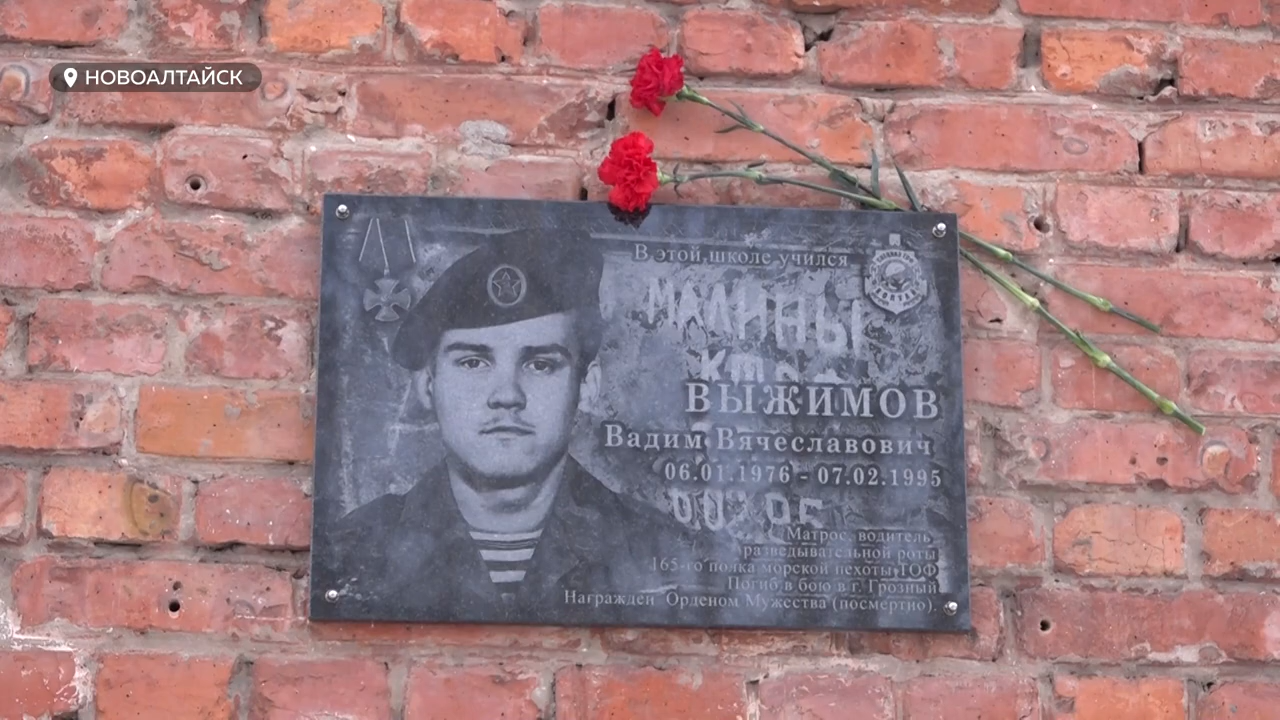 НОВОАЛТАЙСК
В этой школе учился
ВЫЖИМОВ
Вадим Вячеславович
06.01.1976 - 07.02.1995
Матрос, водитель
разведывательной роты
165-го полка морской пехоты ТОФ
Погиб в бою в г. Грозный
Награжден Орденом Мужества (посмертно).